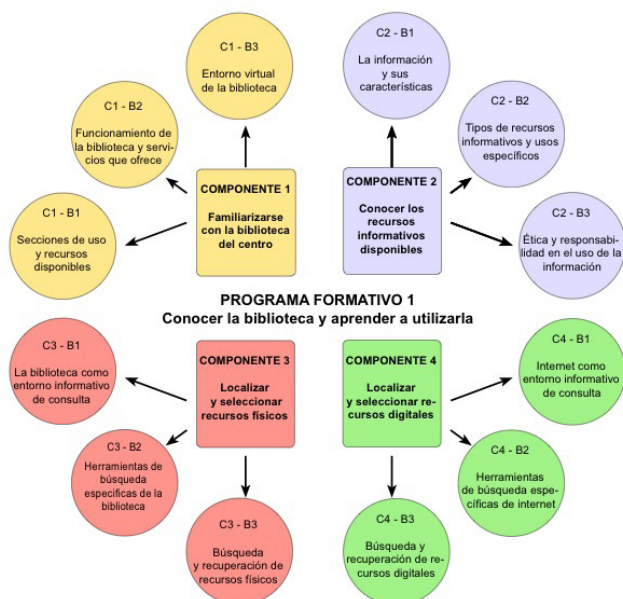 C1 - B3
Entorno virtual
de la biblioteca
C2 - B1
La información
y sus
características
C1 - B2
Funcionamiento de
la biblioteca y servi-
cios que ofrece
C2 - B2
Tipos de recursos
informativos y usos
específicos
COMPONENTE 1
Familiarizarse
con la biblioteca
del centro
COMPONENTE 2
Conocer los
recursos
informativos
disponibles
C1 - B1
Secciones de uso
y recursos
disponibles
C2 - B3
Ética y responsabi-
lidad en el uso de la
información
PROGRAMA FORMATIVO 1
Conocer la biblioteca y aprender a utilizarla
C3 - B1
La biblioteca como
entorno informativo
de consulta
COMPONENTE 3
Localizar
y seleccionar
recursos físicos
COMPONENTE 4
Localizar
y seleccionar re-
cursos digitales
C4 - B1
Internet como
entorno informativo
de consulta
C3 - B2
Herramientas de
búsqueda
especificas de la
biblioteca
C4 - B2
Herramientas
de búsqueda espe-
cíficas de internet
C3 - B3
Búsqueda
y recuperación de
recursos físicos
C4 - B3
Búsqueda y
recuperación de re-
cursos digitales